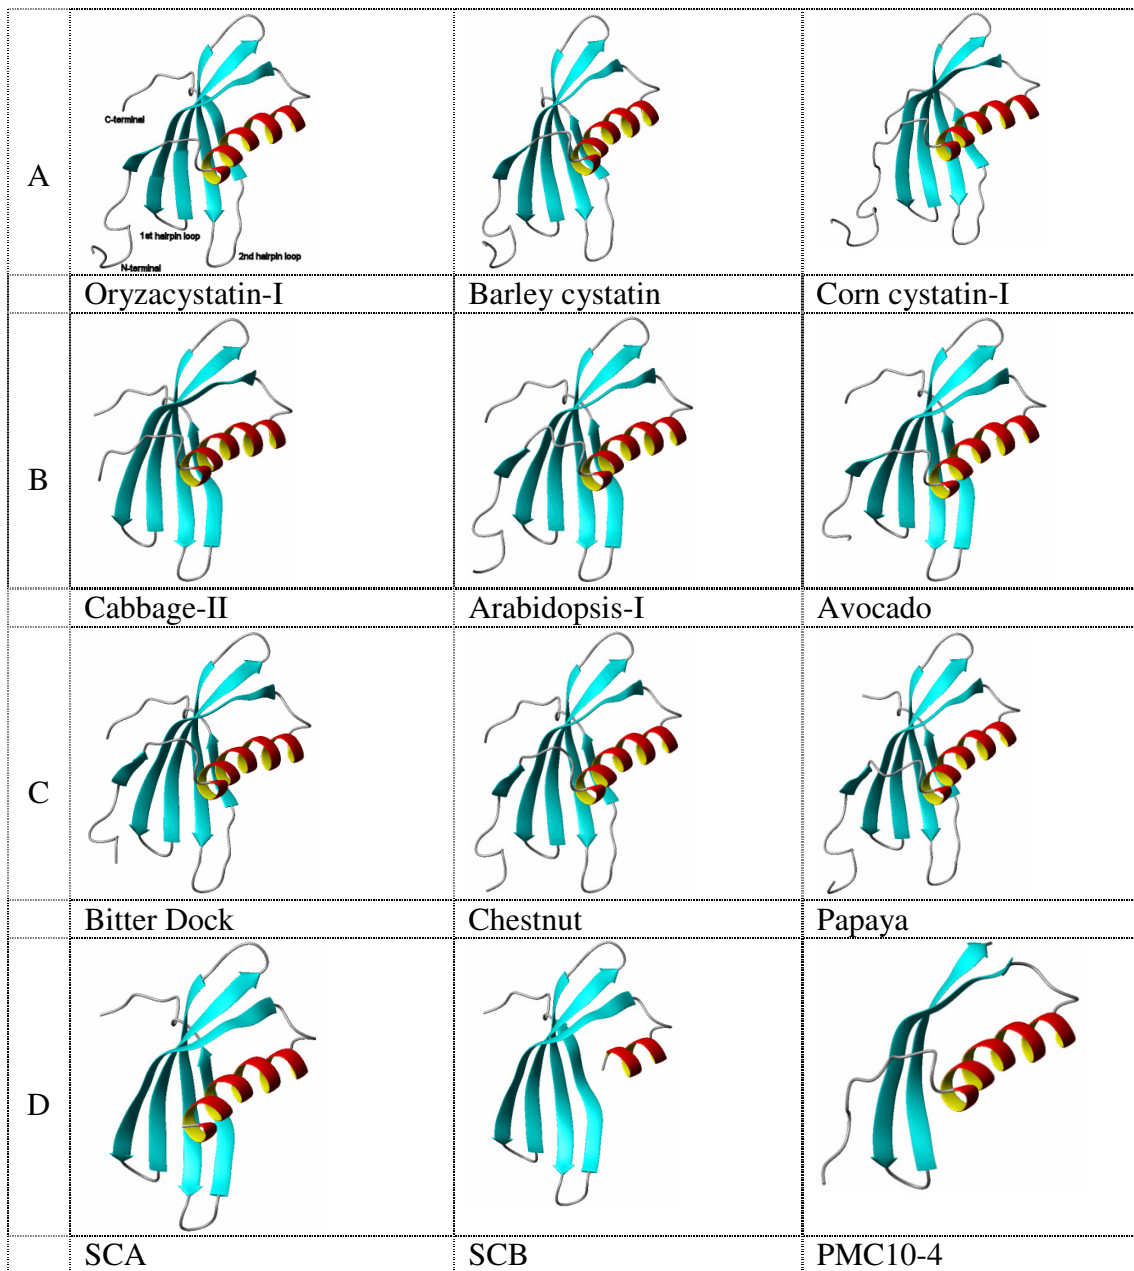 A
C-terminal
1st hairpin loop
N-terminal
2nd hairpin loop
Oryzacystatin-I Barley cystatin Corn cystatin-I
B
Cabbage-II Arabidopsis-I Avocado
C
Bitter Dock Chestnut Papaya
D
SCA SCB PMC10-4